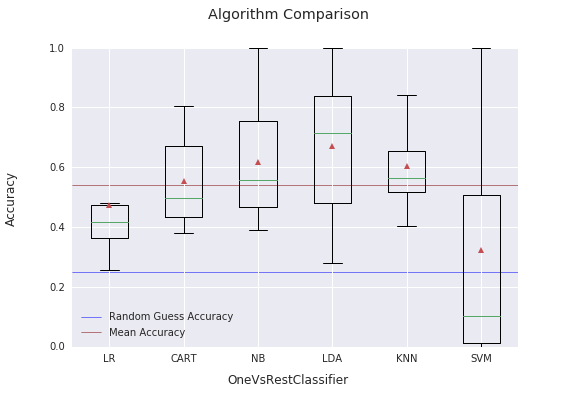 Algorithm Comparison
1.0
0.8
0.6
0.4
0.2
0.0
Accuracy
Random Guess Accuracy
Mean Accuracy
LR CART NB LDA KNN SVM
OneVsRestClassifier